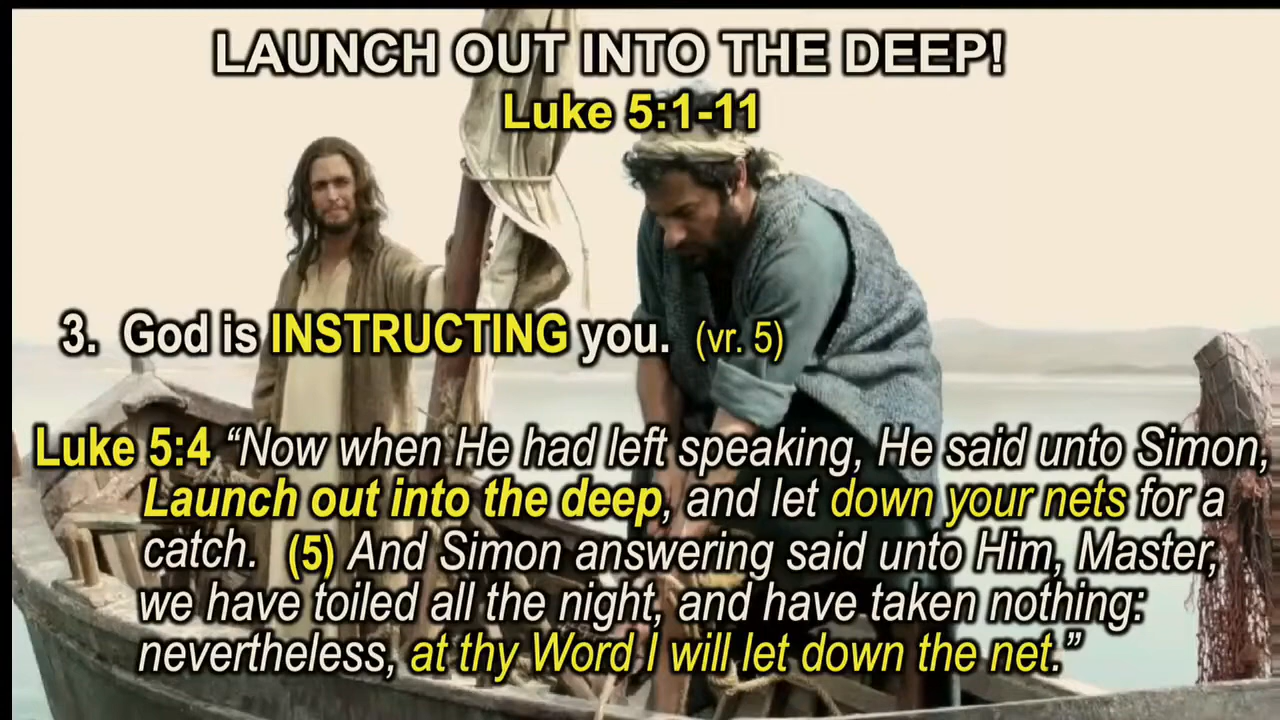 LAUNCH OUT INTO THE DEEP!
Luke 5:1-11
3. God is INSTRUCTING you. (vr. 5)
Luke 5:4 “Now when He had left speaking, He said unto Simon,
Launch out into the deep, and let down your nets for a
catch. (5) And Simon answering said unto Him, Master,
we have toiled all the night, and have taken nothing:
nevertheless, at thy Word I will let down the net.”